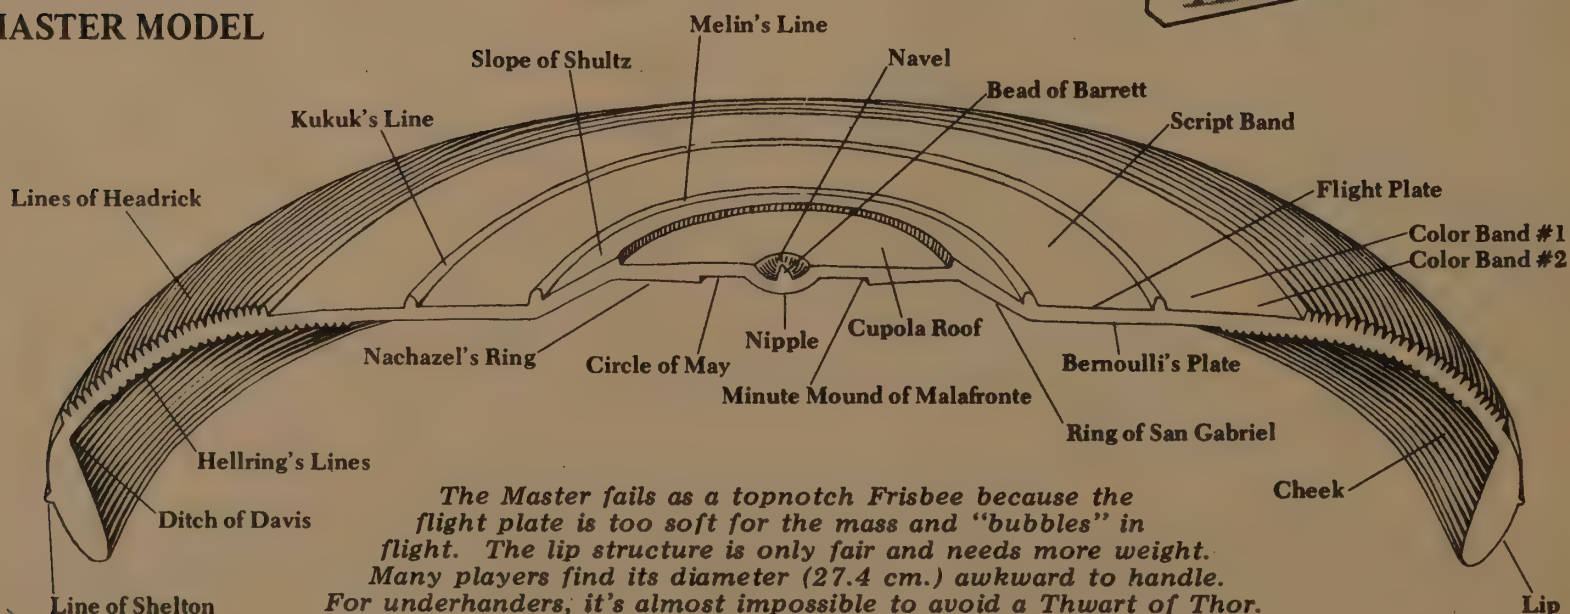 MASTER MODEL
Melin's Line
Slope of Shultz
Navel
Bead of Barrett
Kukuk's Line
Script Band
Lines of Headrick
Flight Plate
Color Band #1
Color Band #2
Nachazel's Ring
Circle of May
Nipple
Cupola Roof
Bernoulli's Plate
Minute Mound of Malafronte
Ring of San Gabriel
Hellring's Lines
Cheek
Ditch of Davis
The Master fails as a topnotch Frisbee because the
flight plate is too soft for the mass and “bubbles” in
flight. The lip structure is only fair and needs more weight.
Many players find its diameter (27.4 cm.) awkward to handle.
For underhanders, it's almost impossible to avoid a Thwart of Thor.
Line of Shelton
Lip